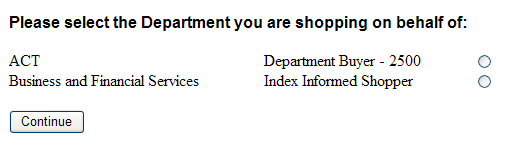 Please select the Department you are shopping on behalf of:
ACT Department Buyer - 2500
Business and Financial Services Index Informed Shopper
Continue